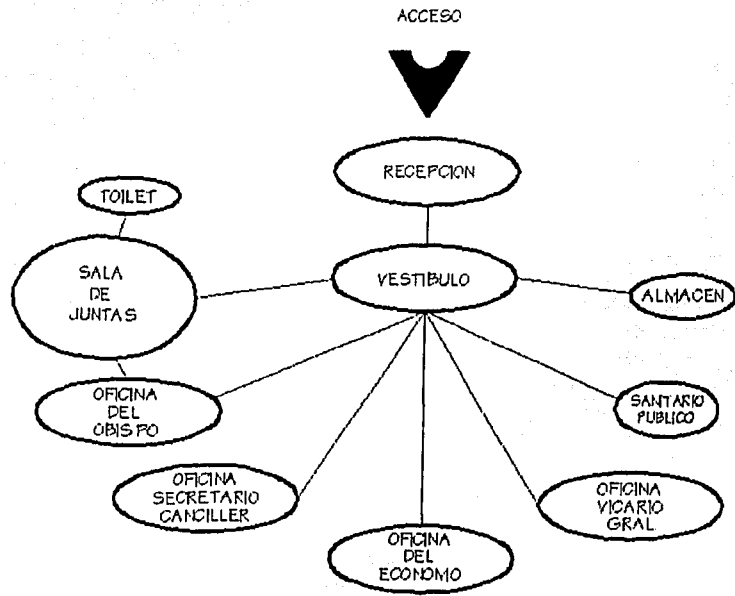 ACCESO
RECEPCION
TOILET
SALA
DE
JUNTAS
VESTIBULO
ALMACEN
OFICINA
DEL
OBISPO
SANITARIO
PUBLICO
OFICINA
SECRETARIO
CANCILLER
OFICINA
VICARIO
GRAL
OFICINA
DEL
ECONOMO